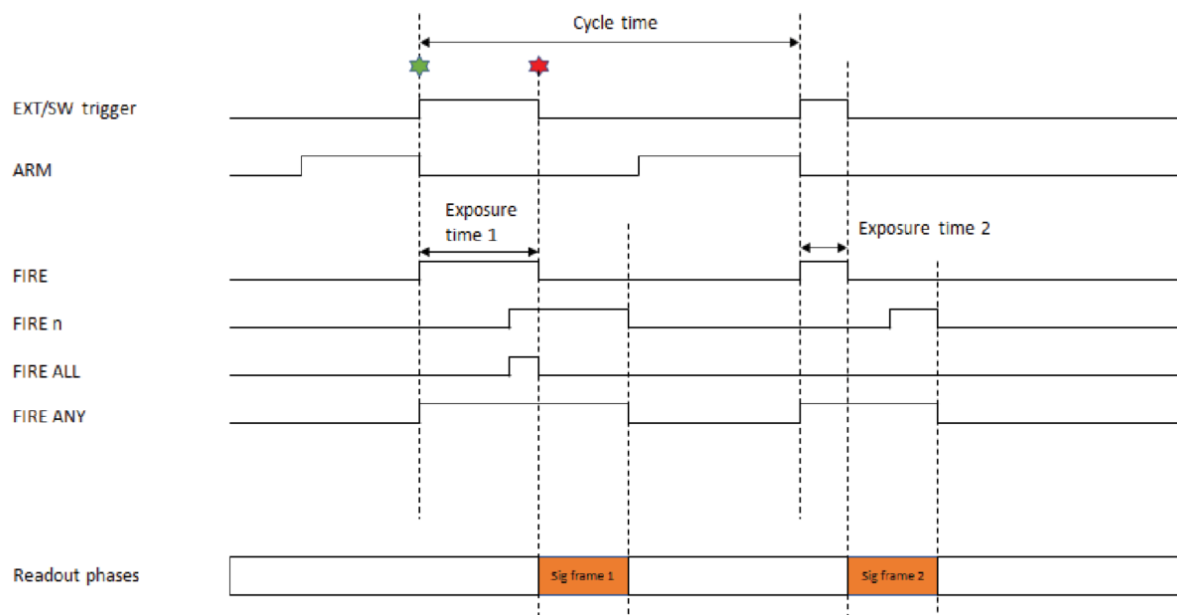 Cycle time
EXT/SW trigger
ARM
Exposure
time 1
Exposure time 2
FIRE
FIRE n
FIRE ALL
FIRE ANY
Readout phases
Sig frame 1
Sig frame 2